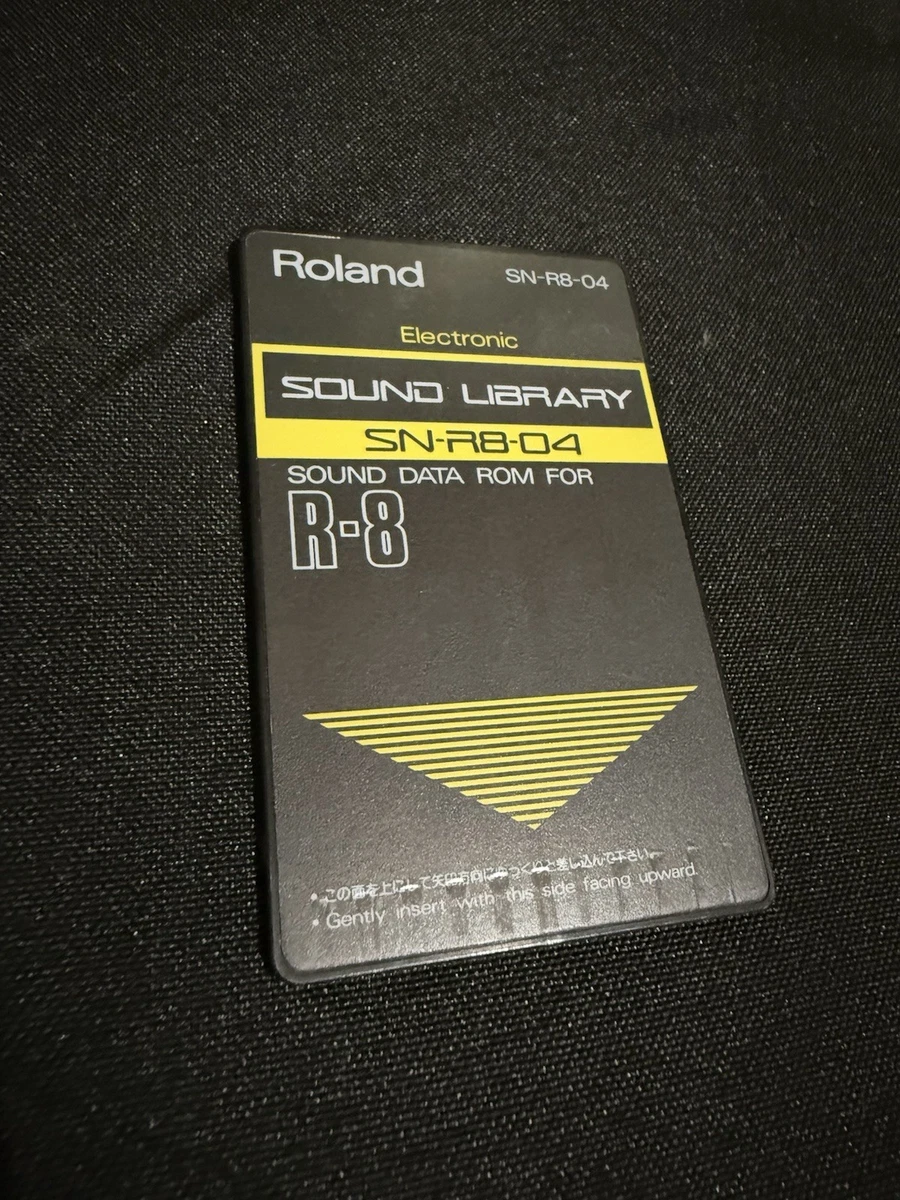 Roland
SN-R8-04
Electronic
SOUND LIBRARY
SN-R8-04
SOUND DATA ROM FOR
R-8
• この面を上にして矢印方向にゆっくりと差し込んで下さい。
• Gently insert with this side facing upward.